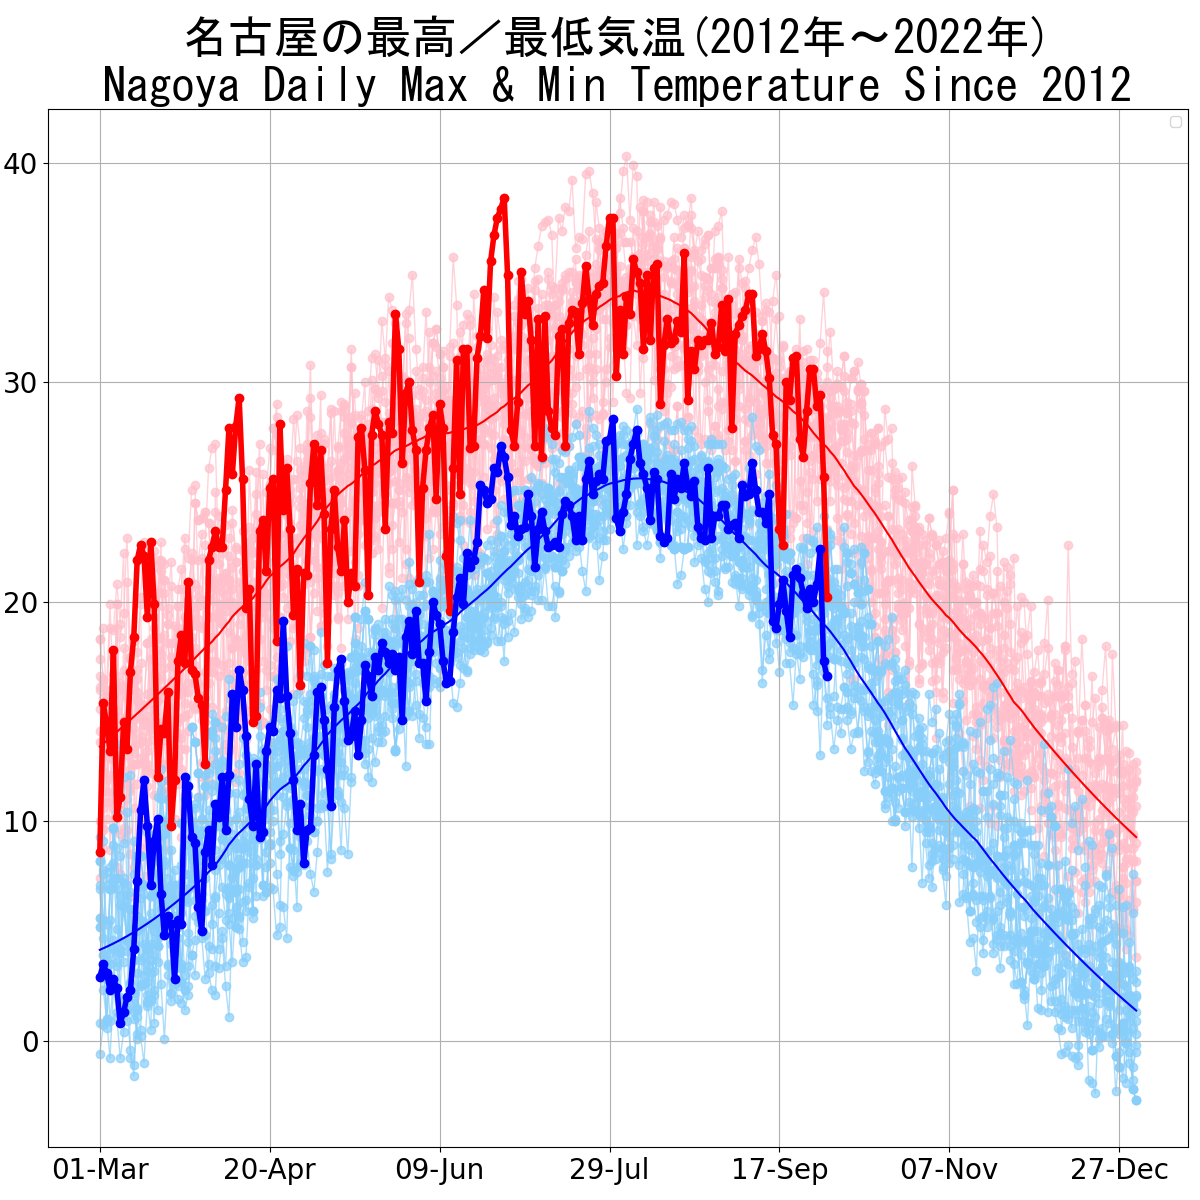 名古屋の最高／最低気温(2012年～2022年)
Nagoya Daily Max & Min Temperature Since 2012
40
30
20
10
0
01-Mar 20-Apr 09-Jun 29-Jul 17-Sep 07-Nov 27-Dec